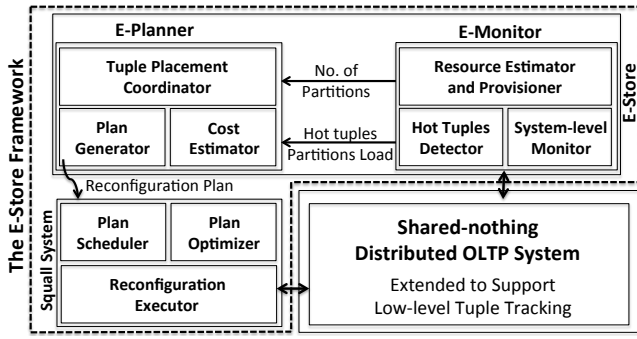 The E-Store Framework
E-Planner
E-Monitor
E-Store
Tuple Placement
Coordinator
No. of
Partitions
Resource Estimator
and Provisioner
Plan
Generator
Cost
Estimator
Hot tuples
Partitions Load
Hot Tuples
Detector
System-level
Monitor
Reconfiguration Plan
Squall System
Plan
Scheduler
Plan
Optimizer
Reconfiguration
Executor
Shared-nothing
Distributed OLTP System
Extended to Support
Low-level Tuple Tracking